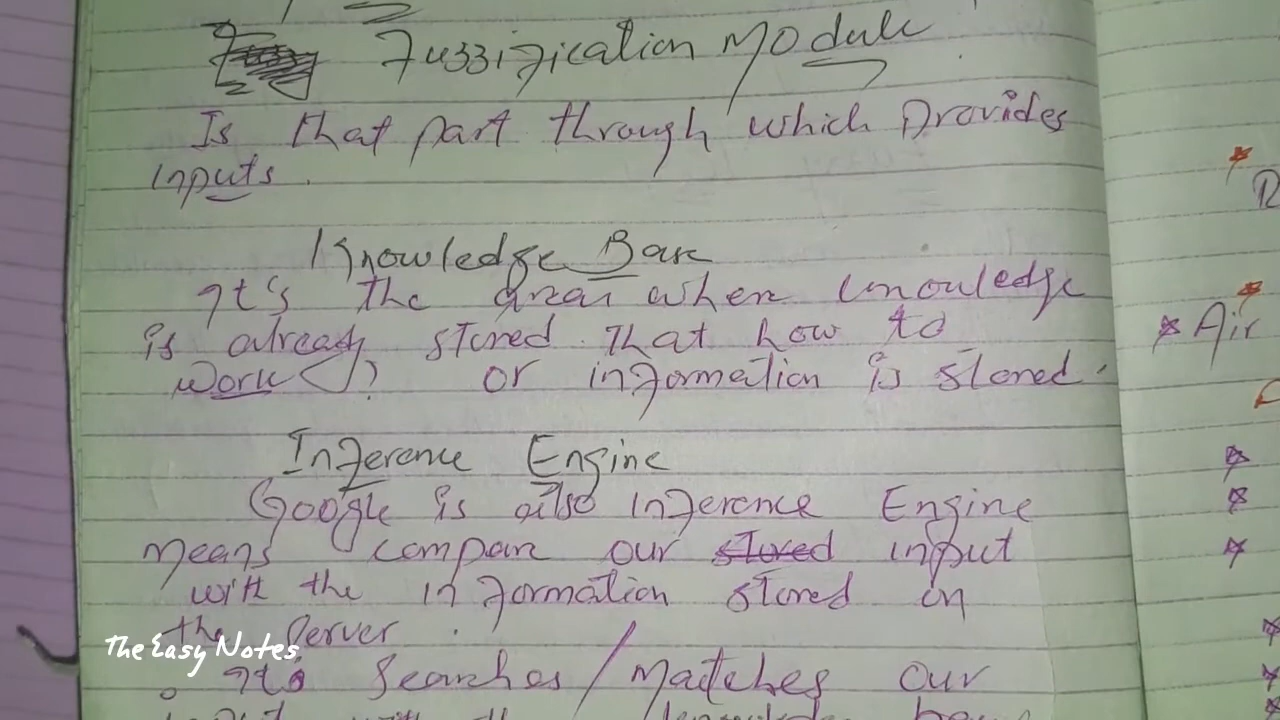 Fuzzification Module
Is that part through which provides
inputs.
Knowledge Base
It's the area when knowledge
is already stored that how to
work? or information is stored.
Inference Engine
Google is also inference Engine
means compare our stored input
with the information stored in
the server.
It's Searches/Matches our
The Easy Notes
Air